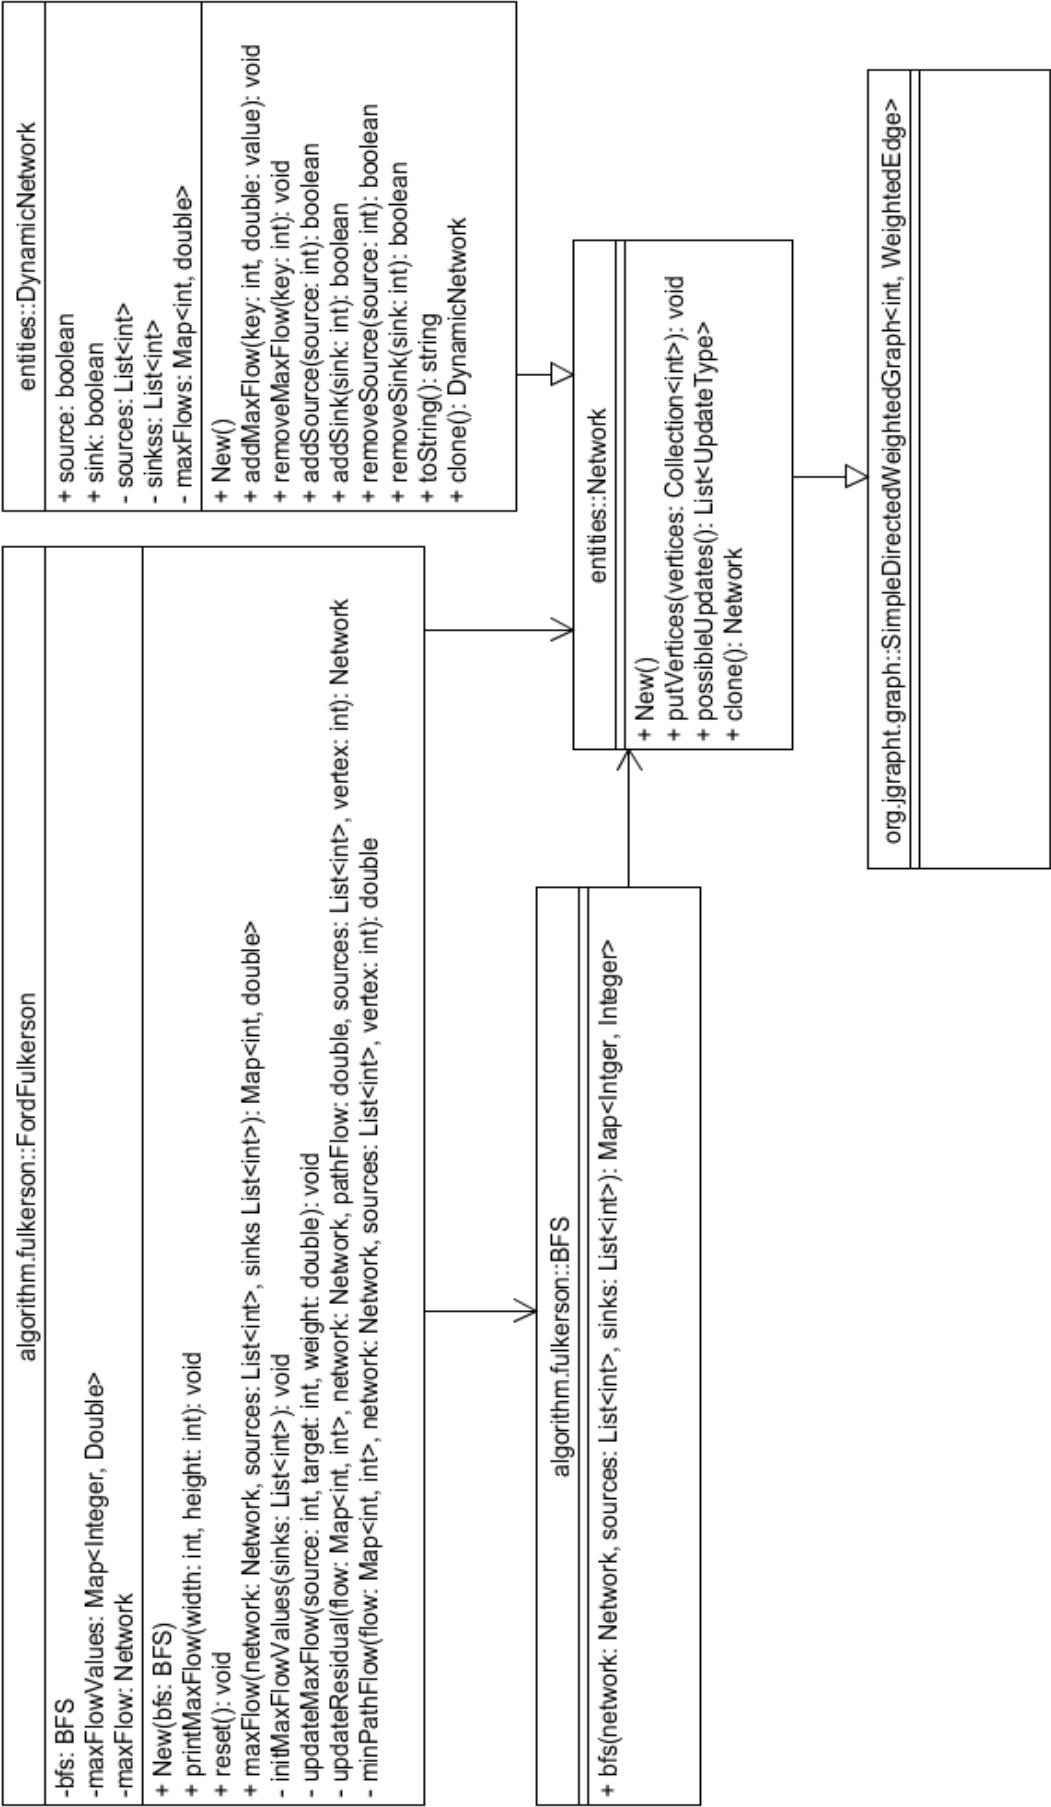 algorithm.fulkerson::FordFulkerson
-bfs: BFS
-maxFlowValues: Map<Integer, Double>
-maxFlow: Network
+ New(bfs: BFS)
+ printMaxFlow(width: int, height: int): void
+ reset(): void
+ maxFlow(network: Network, sources: List<int>, sinks List<int>): Map<int, double>
- initMaxFlowValues(sinks: List<int>): void
- updateMaxFlow(source: int, target: int, weight: double): void
- updateResidual(flow: Map<int, int>, network: Network, pathFlow: double, sources: List<int>, vertex: int): Network
- minPathFlow(flow: Map<int, int>, network: Network, sources: List<int>, vertex: int): double
entities::DynamicNetwork
+ source: boolean
+ sink: boolean
- sources: List<int>
- sinkss: List<int>
- maxFlows: Map<int, double>
+ New()
+ addMaxFlow(key: int, double: value): void
+ removeMaxFlow(key: int): void
+ addSource(source: int): boolean
+ addSink(sink: int): boolean
+ removeSource(source: int): boolean
+ removeSink(sink: int): boolean
+ toString(): string
+ clone(): DynamicNetwork
algorithm.fulkerson::BFS
+ bfs(network: Network, sources: List<int>, sinks: List<int>): Map<Intger, Integer>
entities::Network
+ New()
+ putVertices(vertices: Collection<int>): void
+ possibleUpdates(): List<UpdateType>
+ clone(): Network
org.jgrapht.graph::SimpleDirectedWeightedGraph<int, WeightedEdge>